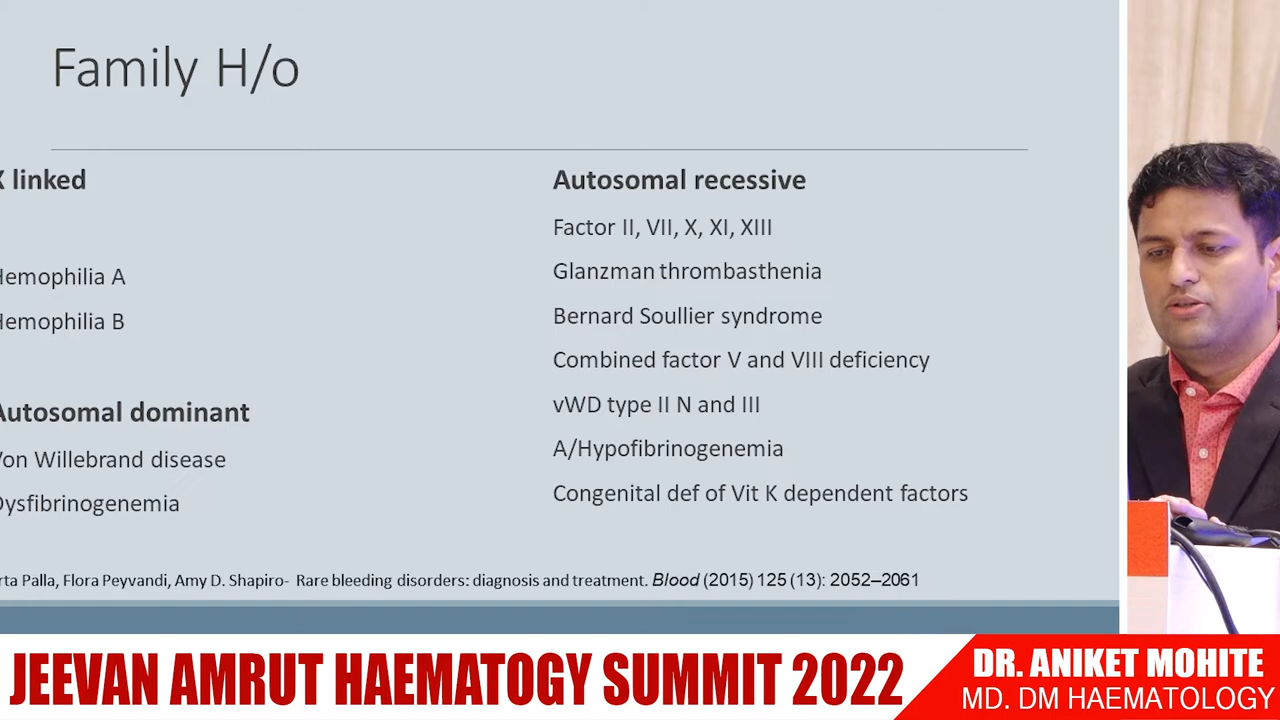 Family H/o
X linked
Hemophilia A
Hemophilia B
Autosomal dominant
Von Willebrand disease
Dysfibrinogenemia
Autosomal recessive
Factor II, VII, X, XI, XIII
Glanzman thrombasthenia
Bernard Soullier syndrome
Combined factor V and VIII deficiency
vWD type II N and III
A/Hypofibrinogenemia
Congenital def of Vit K dependent factors
Palla, Flora Peyvandi, Amy D. Shapiro- Rare bleeding disorders: diagnosis and treatment. Blood (2015) 125 (13): 2052–2061
JEEVAN AMRUT HAEMATOGY SUMMIT 2022
DR. ANIKET MOHITE
MD. DM HAEMATOLOGY